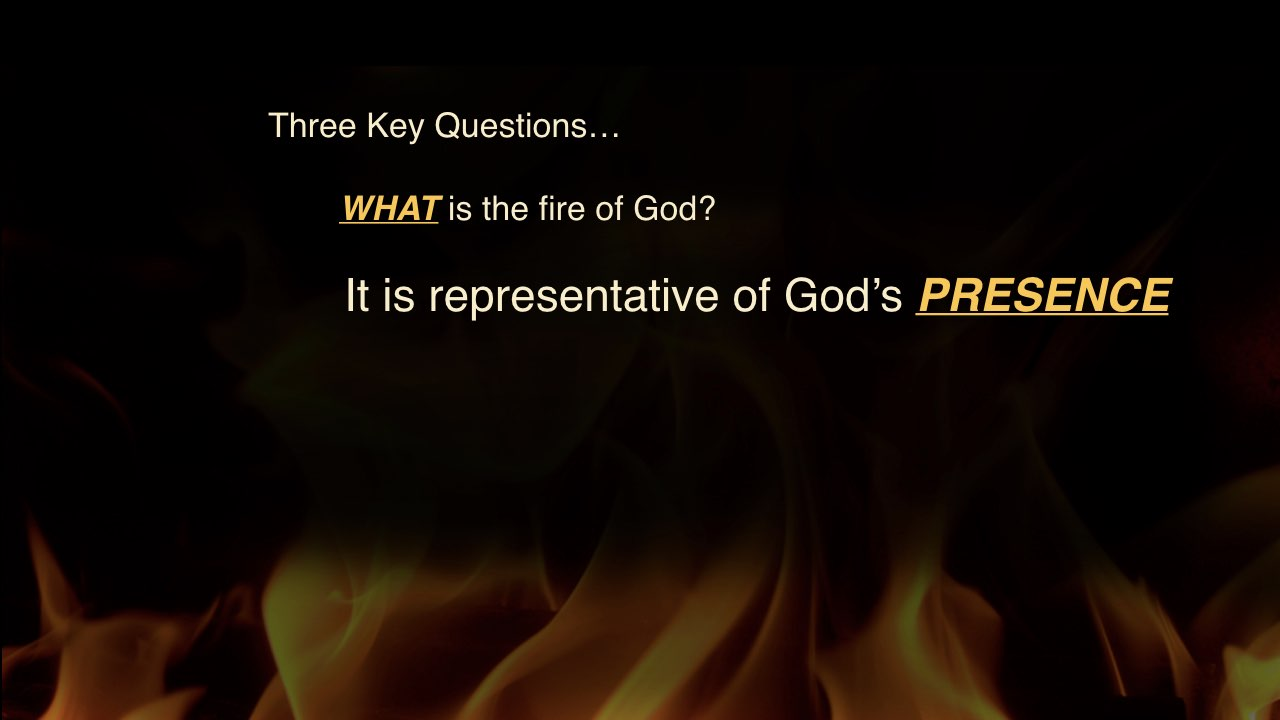 Three Key Questions…
WHAT is the fire of God?
It is representative of God’s PRESENCE